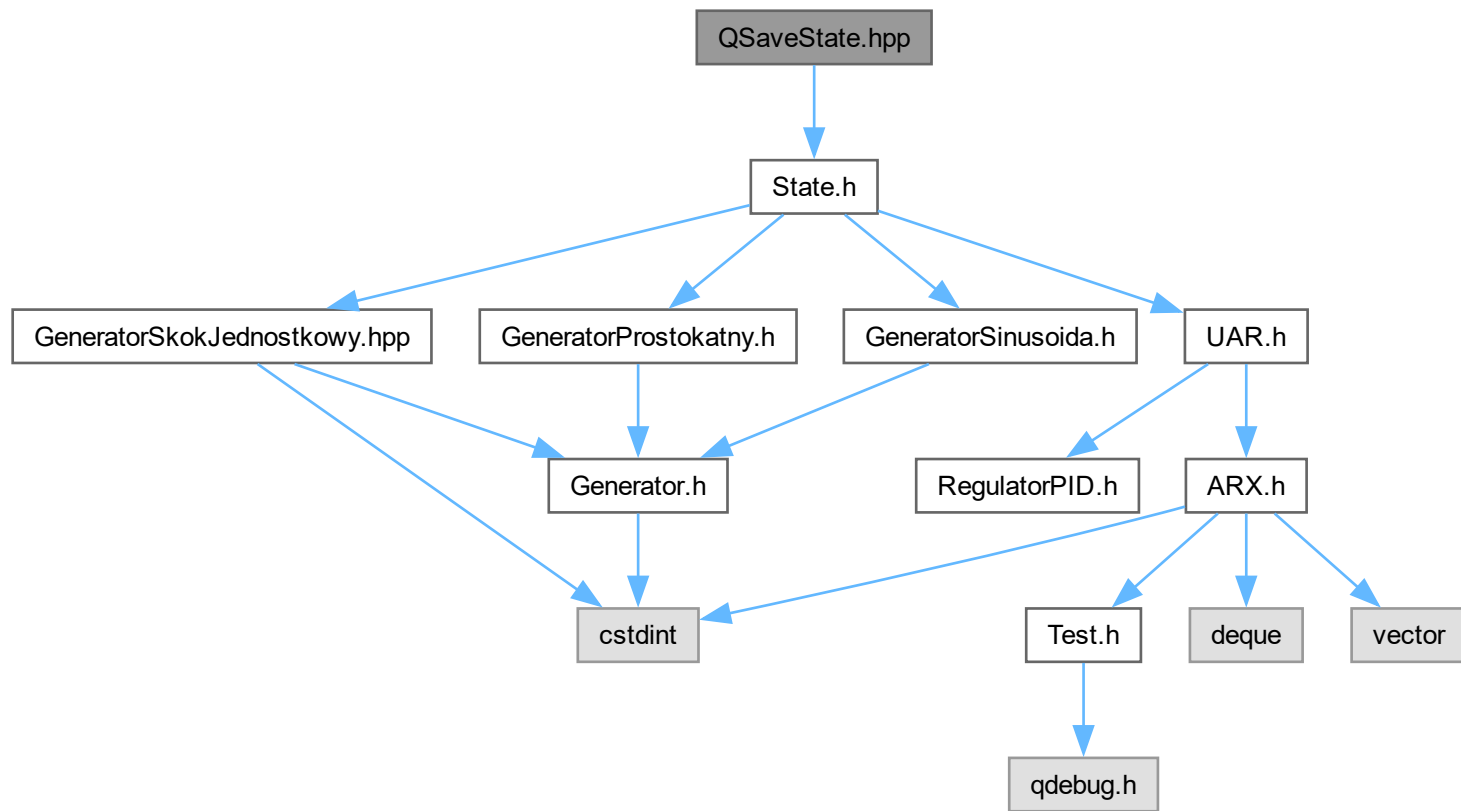 QSaveState.hpp
State.h
GeneratorSkokJednostkowy.hpp
GeneratorProstokatny.h
GeneratorSinusoida.h
UAR.h
Generator.h
RegulatorPID.h
ARX.h
cstdint
Test.h
deque
vector
qdebug.h